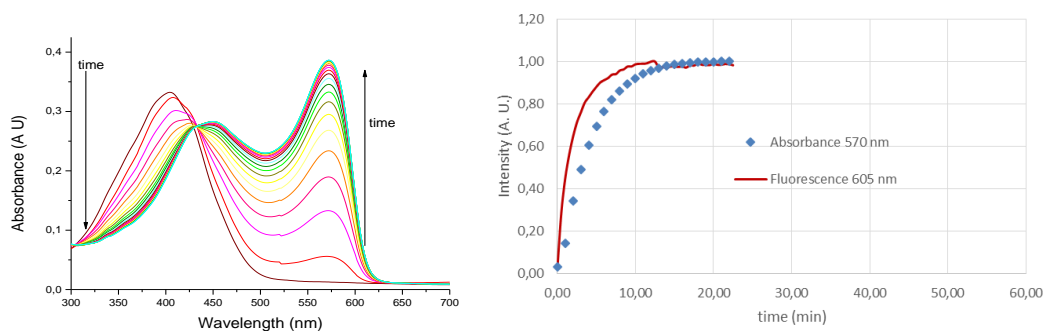 0,4
0,3
0,2
0,1
0,0
300 350 400 450 500 550 600 650 700
Absorbance (A U)
Wavelength (nm)
time
time
1,20
1,00
0,80
0,60
0,40
0,20
0,00
0,00 10,00 20,00 30,00 40,00 50,00 60,00
Intensity (A. U.)
time (min)
Absorbance 570 nm
Fluorescence 605 nm